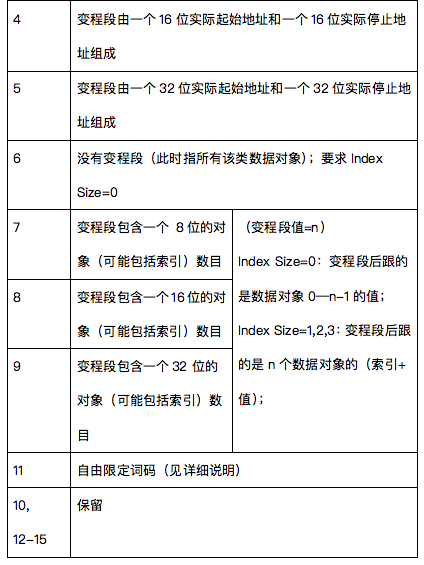 4
变程段由一个 16 位实际起始地址和一个 16 位实际停止地
址组成
5
变程段由一个 32 位实际起始地址和一个 32 位实际停止地
址组成
6
没有变程段（此时指所有该类数据对象）；要求 Index
Size=0
7
变程段包含一个 8 位的对
象（可能包括索引）数目
8
变程段包含一个 16 位的对
象（可能包括索引）数目
9
变程段包含一个 32 位的
对象（可能包括索引）数
目
（变程段值=n）
Index Size=0：变程段后跟的
是数据对象 0—n-1 的值；
Index Size=1,2,3：变程段后跟
的是 n 个数据对象的（索引+
值）；
11
自由限定词码（见详细说明）
10,
12-15
保留